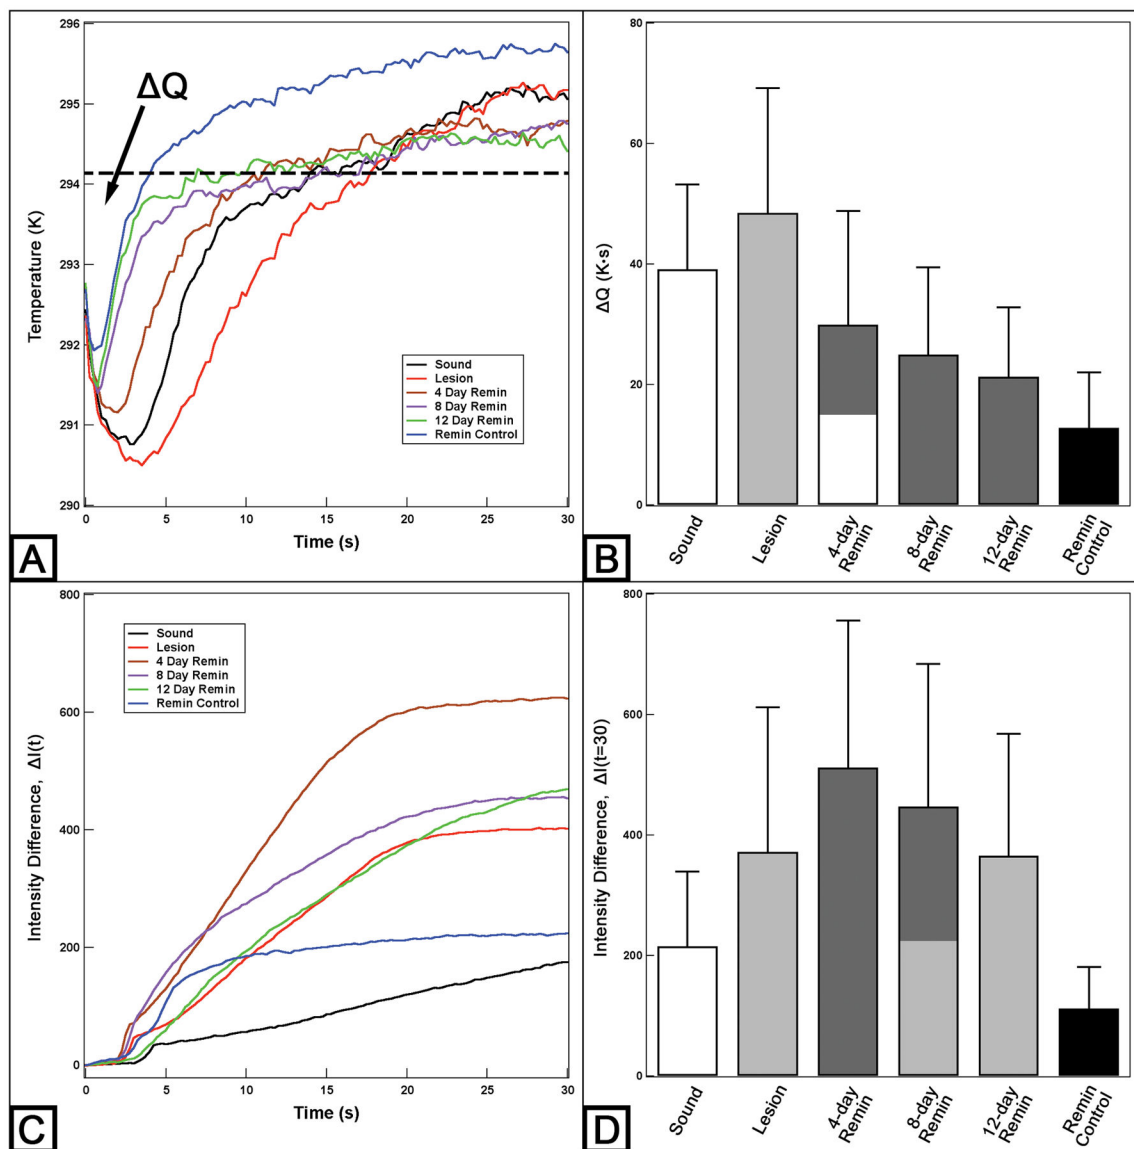 296
295
294
293
292
291
290
Temperature (K)
ΔQ
Sound
Lesion
4 Day Remin
8 Day Remin
12 Day Remin
Remin Control
0
5
10
15
20
25
30
Time (s)
A
80
60
40
20
0
ΔQ (K·s)
Sound
Lesion
4-day
Remin
8-day
Remin
12-day
Remin
Remin
Control
B
800
600
400
200
0
Intensity Difference, ΔI(t)
Sound
Lesion
4 Day Remin
8 Day Remin
12 Day Remin
Remin Control
0
5
10
15
20
25
30
Time (s)
C
800
600
400
200
0
Intensity Difference, ΔI(t=30)
Sound
Lesion
4-day
Remin
8-day
Remin
12-day
Remin
Remin
Control
D